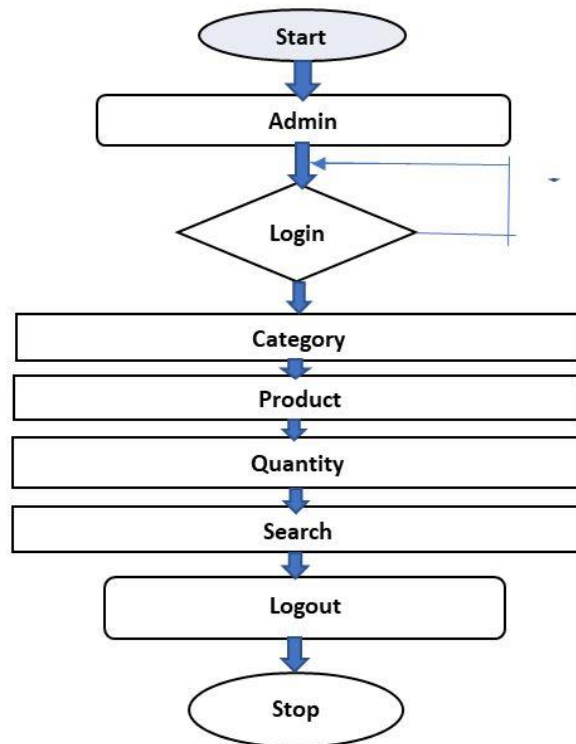 Start
Admin
Login
Category
Product
Quantity
Search
Logout
Stop